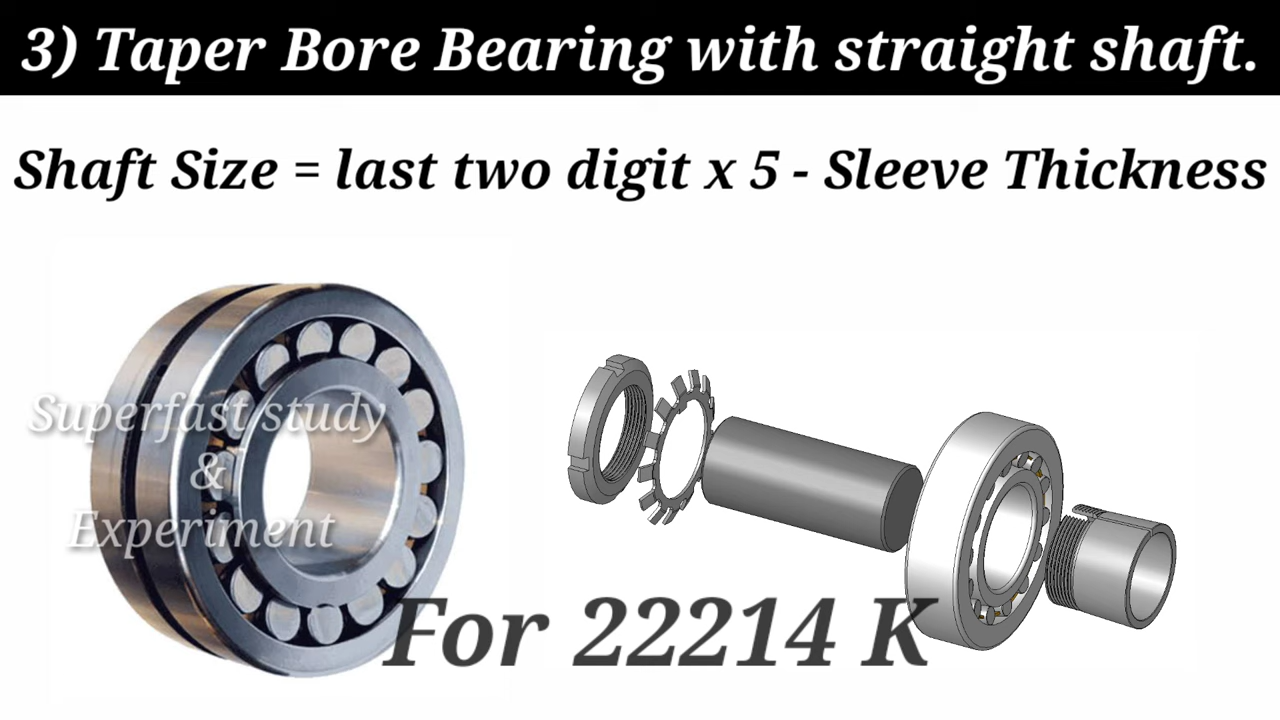 3) Taper Bore Bearing with straight shaft.
Shaft Size = last two digit x 5 - Sleeve Thickness
Superfast study
&
Experiment
For 22214 K